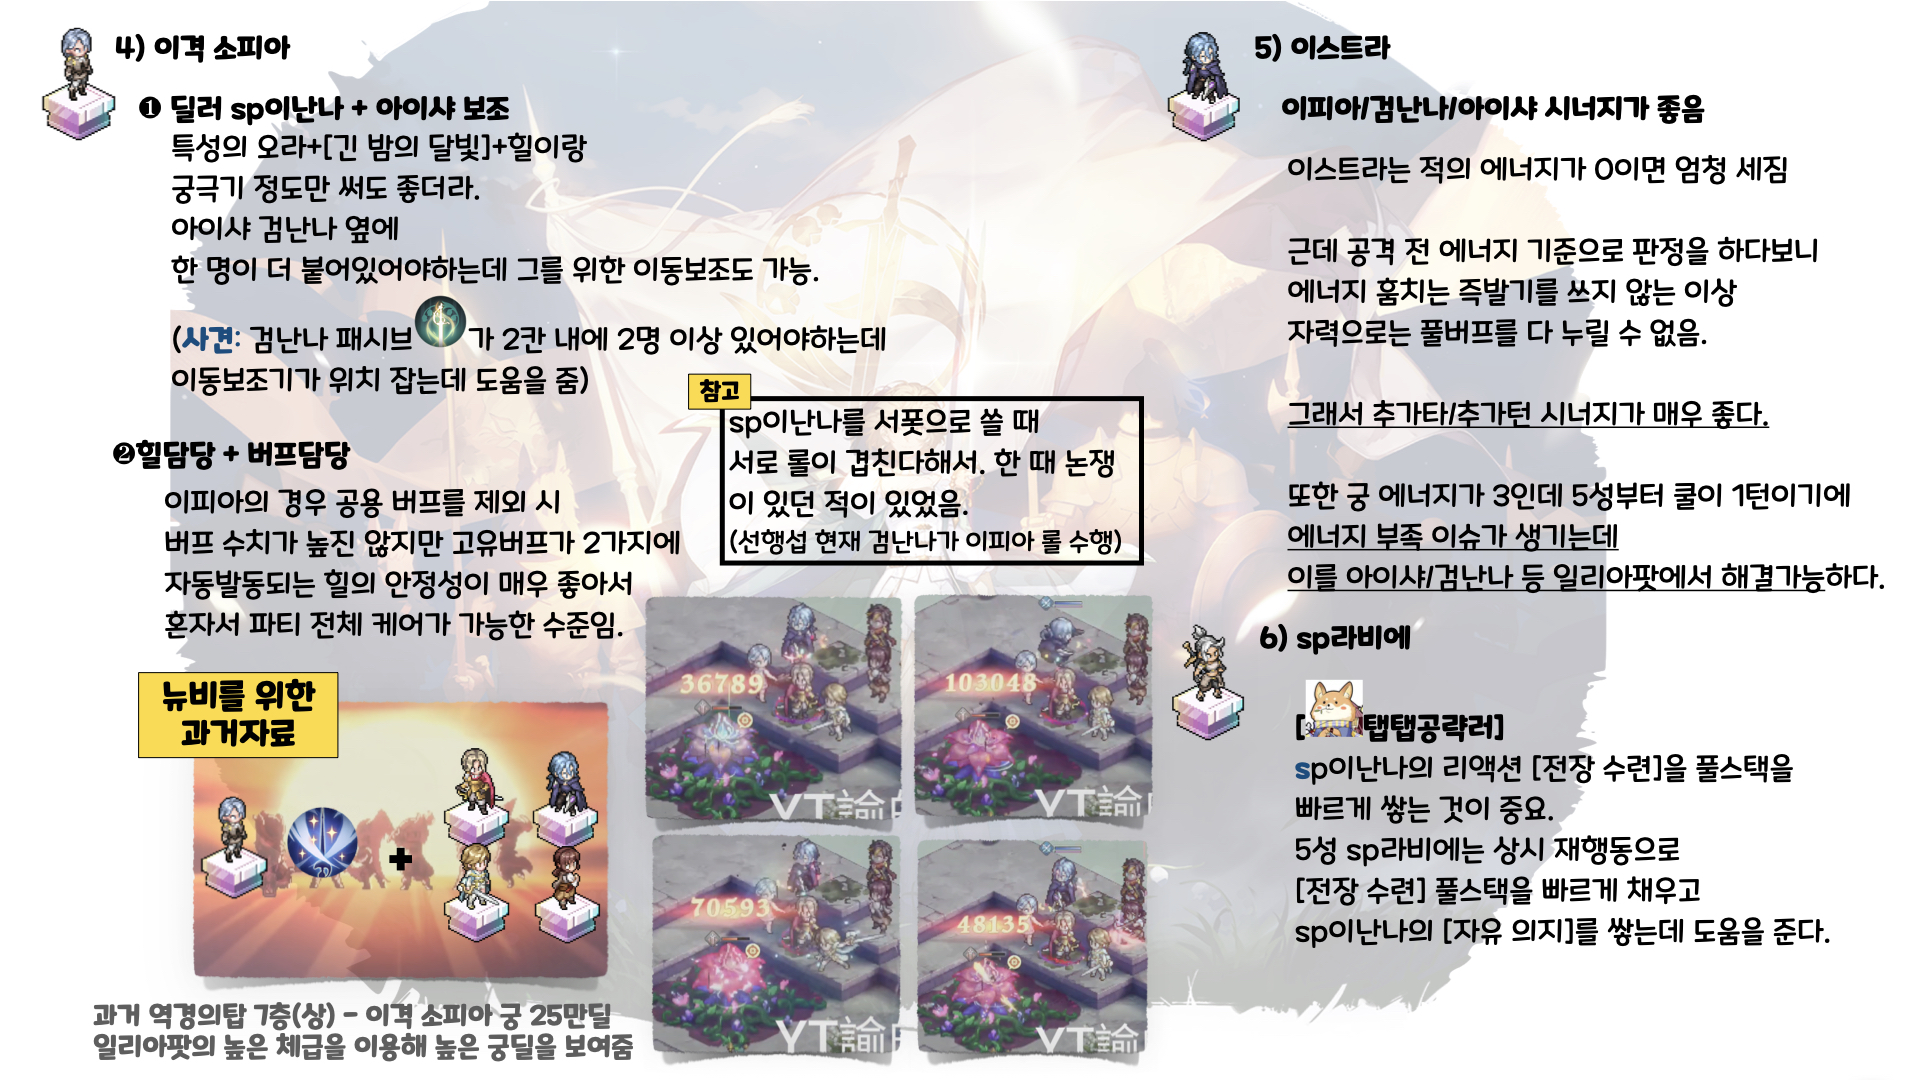 4) 이격 소피아
❶ 딜러 sp이난나 + 아이샤 보조
특성의 오라+[긴 밤의 달빛]+힐이랑
궁극기 정도만 써도 좋더라.
아이샤 검난나 옆에
한 명이 더 붙어있어야하는데 그를 위한 이동보조도 가능.
(사견: 검난나 패시브 가 2칸 내에 2명 이상 있어야하는데
이동보조기가 위치 잡는데 도움을 줌)
❷힐담당 + 버프담당
이피아의 경우 공용 버프를 제외 시
버프 수치가 높진 않지만 고유버프가 2가지에
자동발동되는 힐의 안정성이 매우 좋아서
혼자서 파티 전체 케어가 가능한 수준임.
참고
sp이난나를 서폿으로 쓸 때
서로 롤이 겹친다해서. 한 때 논쟁
이 있던 적이 있었음.
(선행섭 현재 검난나가 이피아 롤 수행)
뉴비를 위한
과거자료
+
과거 역경의탑 7층(상) - 이격 소피아 궁 25만딜
일리아팟의 높은 체급을 이용해 높은 궁딜을 보여줌
36789
VT諭
103048
VT諭
70593
VT諭
48135
VT諭
5) 이스트라
이피아/검난나/아이샤 시너지가 좋음
이스트라는 적의 에너지가 0이면 엄청 세짐
근데 공격 전 에너지 기준으로 판정을 하다보니
에너지 훔치는 즉발기를 쓰지 않는 이상
자력으로는 풀버프를 다 누릴 수 없음.
그래서 추가타/추가턴 시너지가 매우 좋다.
또한 궁 에너지가 3인데 5성부터 쿨이 1턴이기에
에너지 부족 이슈가 생기는데
이를 아이샤/검난나 등 일리아팟에서 해결가능하다.
6) sp라비에
[탭탭공략러]
sp이난나의 리액션 [전장 수련]을 풀스택을
빠르게 쌓는 것이 중요.
5성 sp라비에는 상시 재행동으로
[전장 수련] 풀스택을 빠르게 채우고
sp이난나의 [자유 의지]를 쌓는데 도움을 준다.